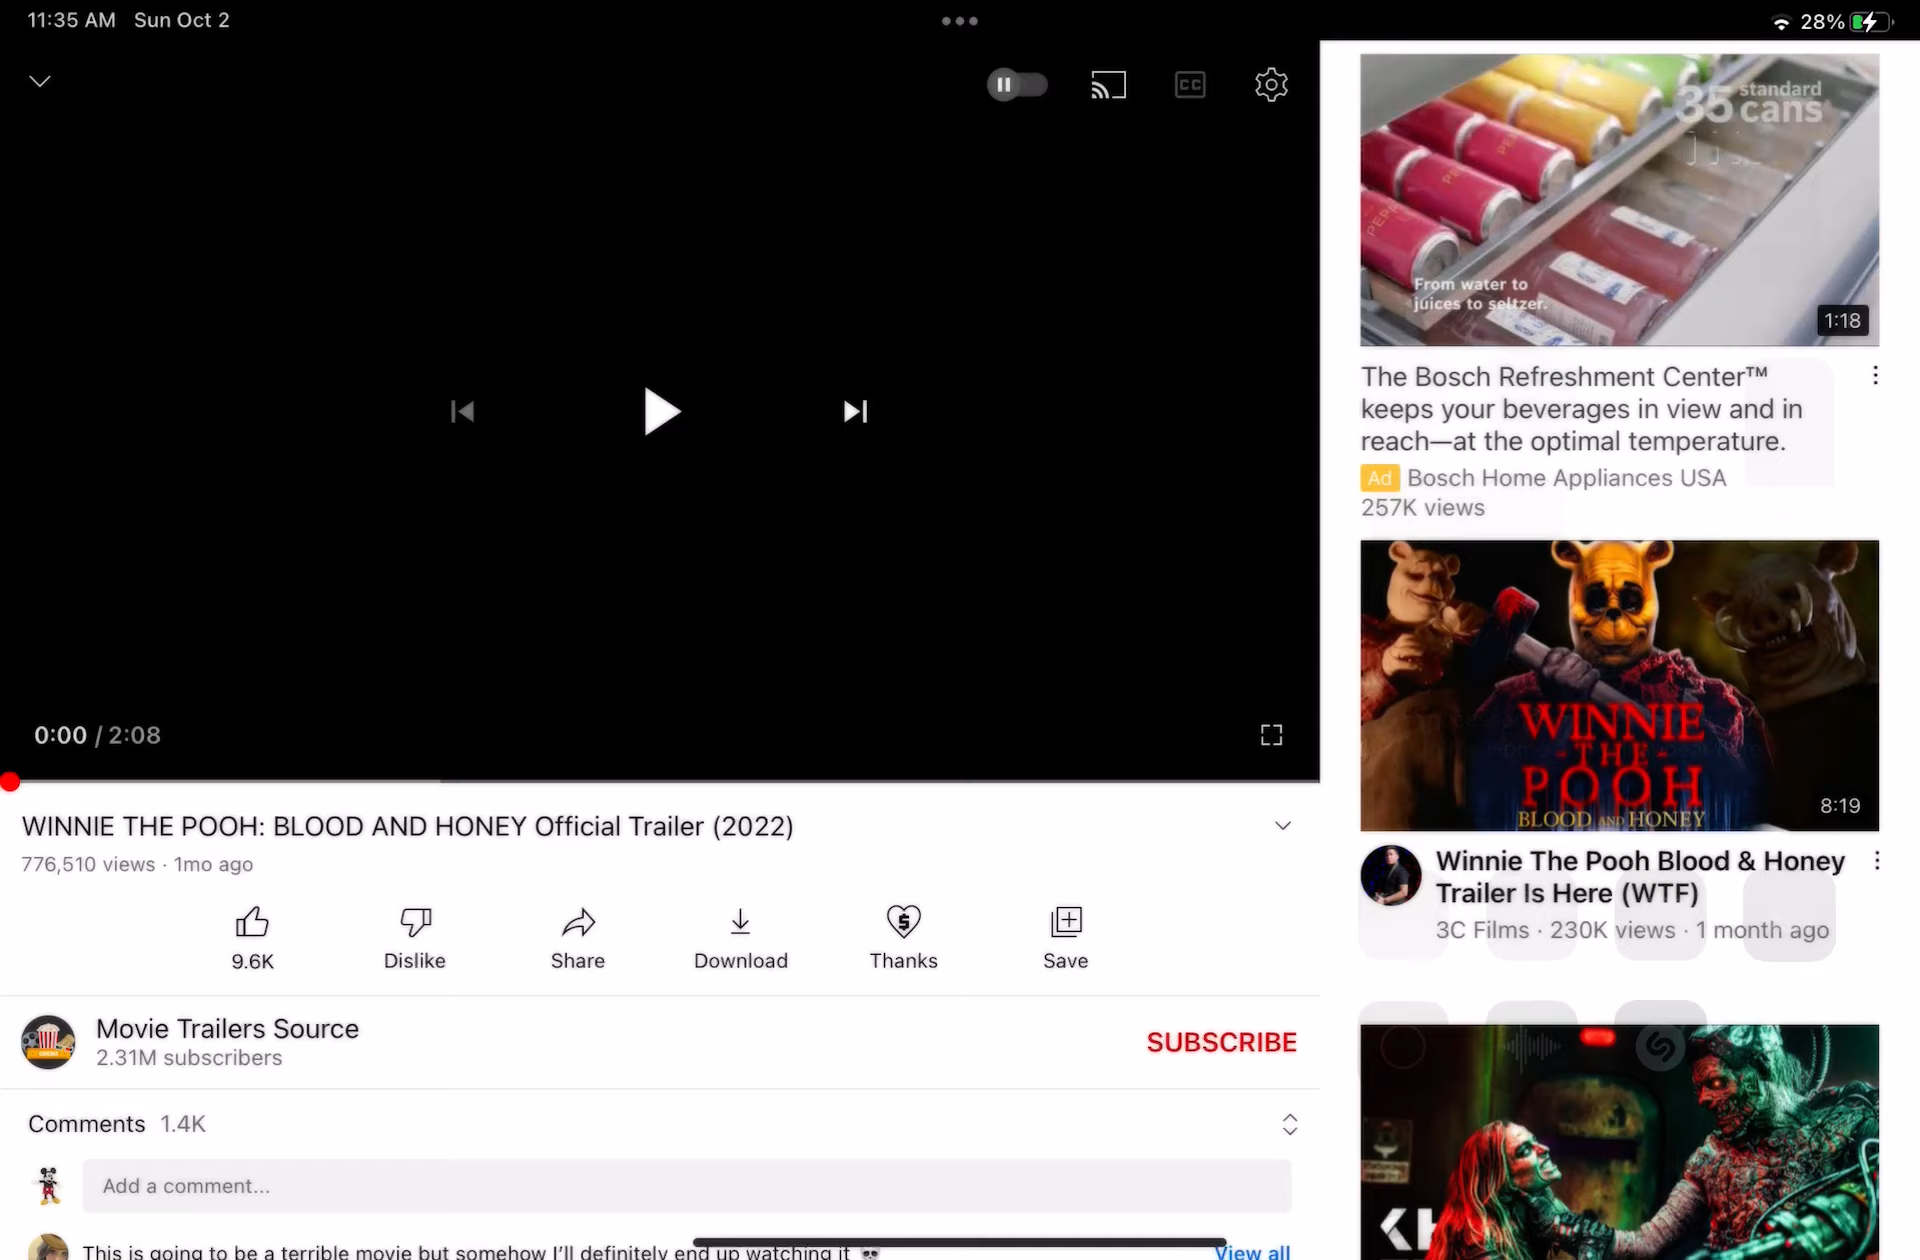 11:35 AM Sun Oct 2
28%
CC
0:00 / 2:08
WINNIE THE POOH: BLOOD AND HONEY Official Trailer (2022)
776,510 views · 1mo ago
9.6K
Dislike
Share
Download
Thanks
Save
Movie Trailers Source
2.31M subscribers
SUBSCRIBE
Comments 1.4K
Add a comment...
This is going to be a terrible movie but somehow I'll definitely end up watching it 💀
View all
35 standard
cans
From water to
juices to seltzer.
1:18
The Bosch Refreshment Center™
keeps your beverages in view and in
reach—at the optimal temperature.
Ad Bosch Home Appliances USA
257K views
WINNIE
-THE-
POOH
BLOOD AND HONEY
8:19
Winnie The Pooh Blood & Honey
Trailer Is Here (WTF)
3C Films · 230K views · 1 month ago